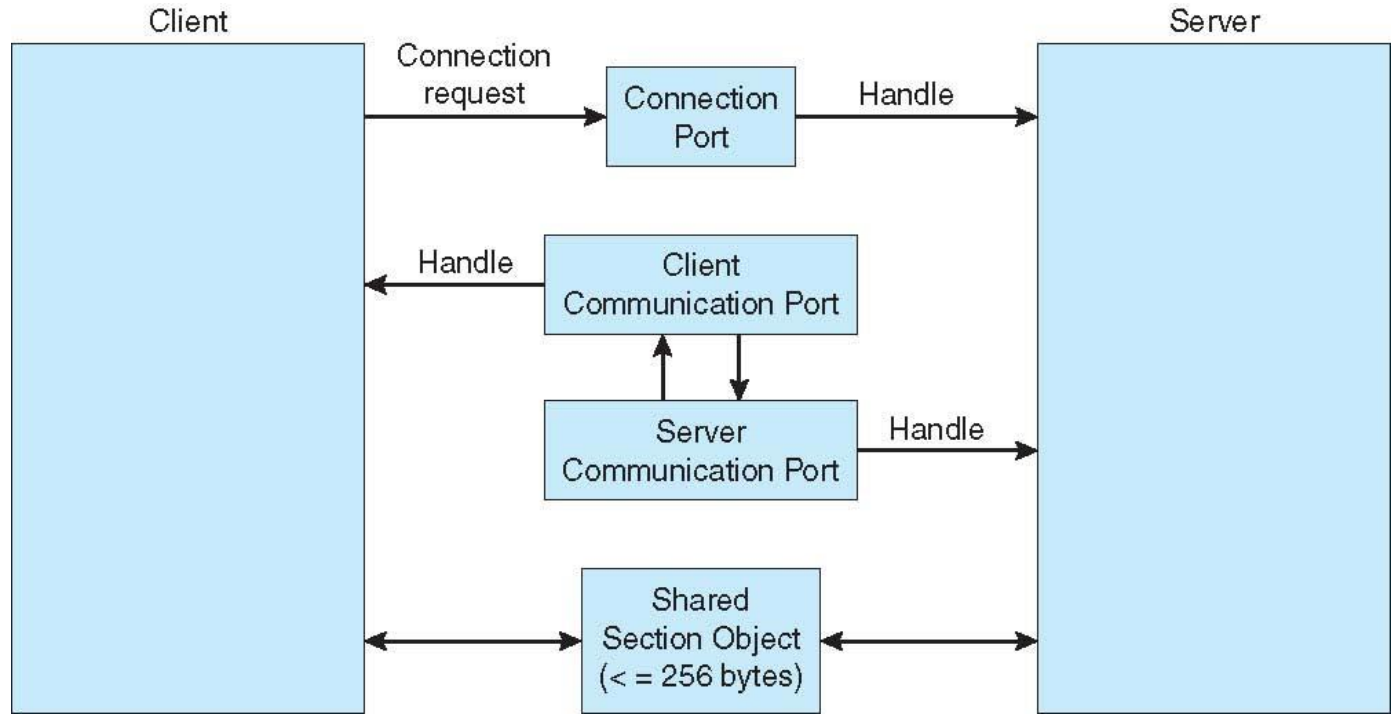 Client
Server
Connection
request
Connection
Port
Handle
Handle
Client
Communication Port
Server
Communication Port
Handle
Shared
Section Object
(< = 256 bytes)